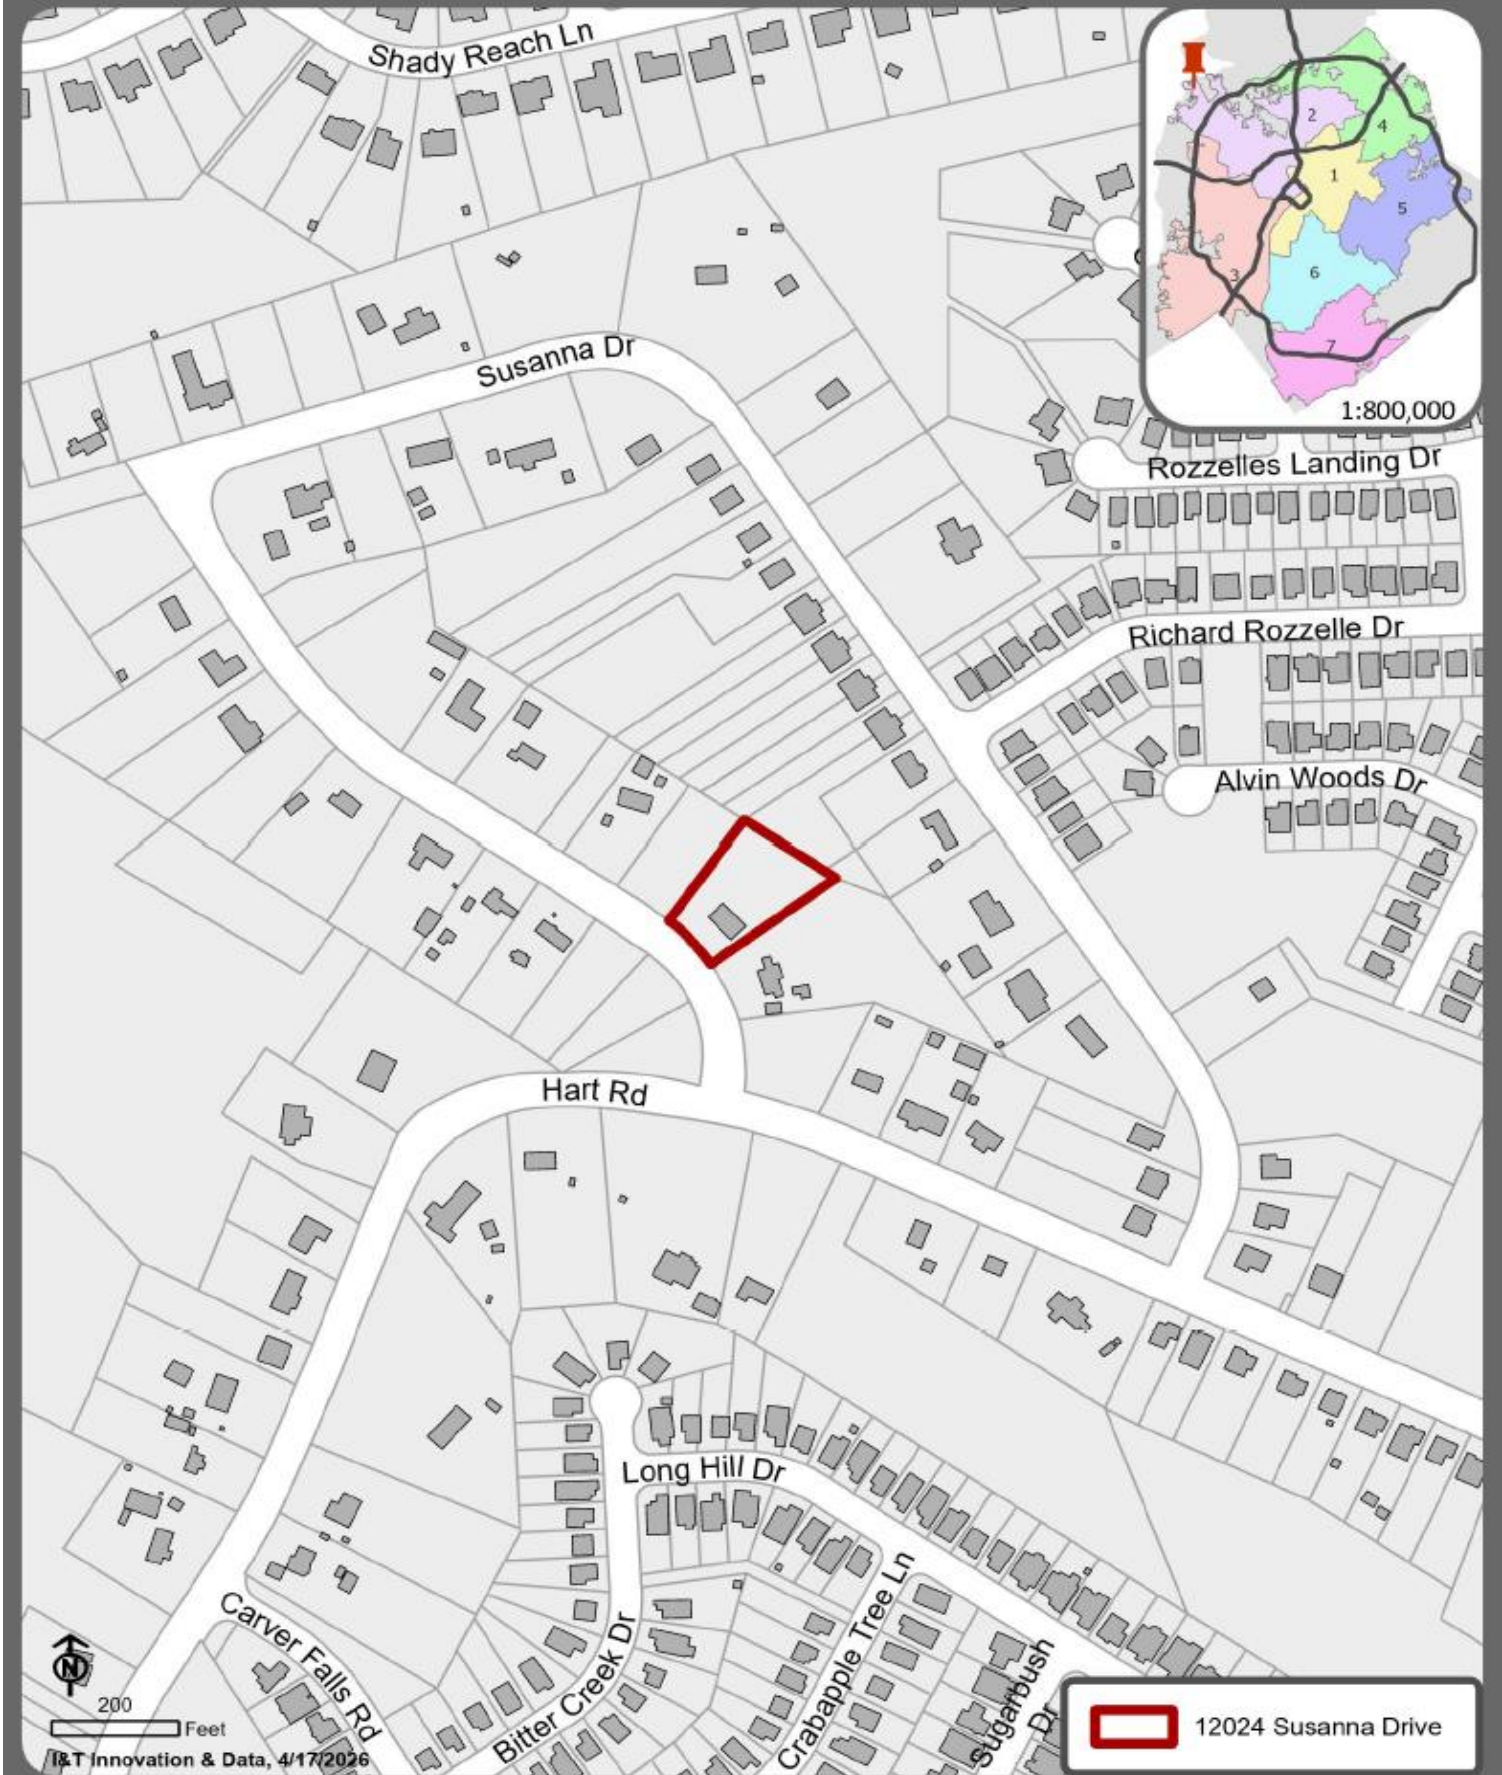 Shady Reach Ln
2
4
1
5
3
6
7
1:800,000
Susanna Dr
Rozzelles Landing Dr
Richard Rozzelle Dr
Alvin Woods Dr
Hart Rd
Long Hill Dr
Carver Falls Rd
Bitter Creek Dr
Crabapple Tree Ln
Sugarbush
Dr
N
200
Feet
I&T Innovation & Data, 4/17/2026
12024 Susanna Drive